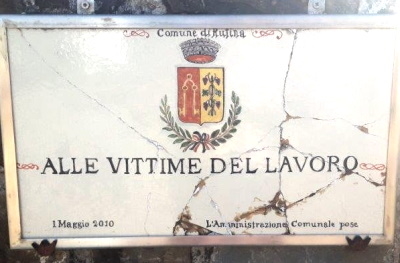 Comune di Rufina
ALLE VITTIME DEL LAVORO
1 Maggio 2010
L'Amministrazione Comunale pose